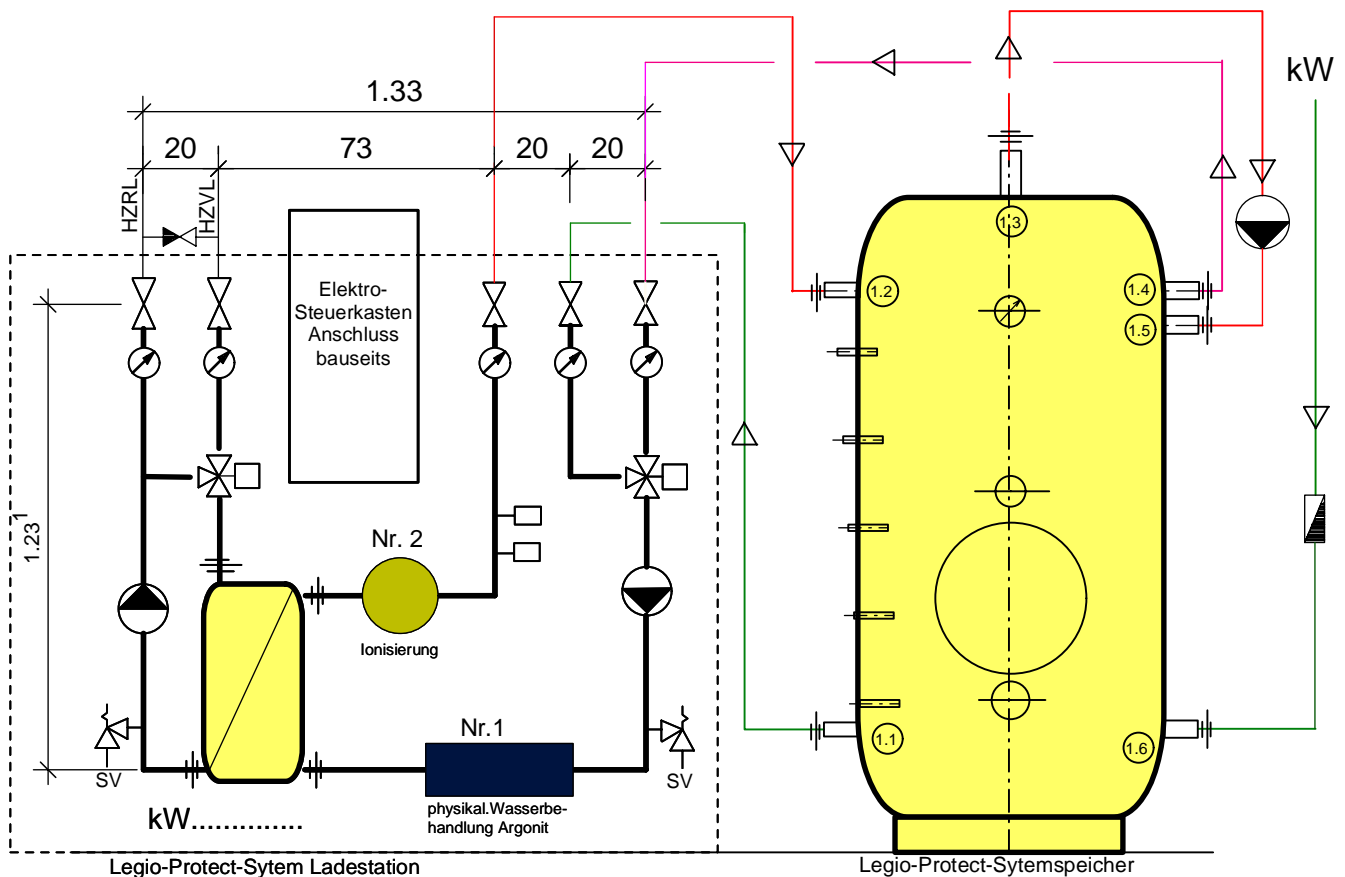 1.33
kW
20
73
20
20
HZRL
HZVL
Elektro-
Steuerkasten
Anschluss
bauseits
1.3
1.2
1.4
1.5
1.23¹
Nr. 2
Ionisierung
Nr.1
1.1
1.6
SV
SV
physikal.Wasserbe-
handlung Argonit
kW.............
Legio-Protect-Sytem Ladestation
Legio-Protect-Sytemspeicher